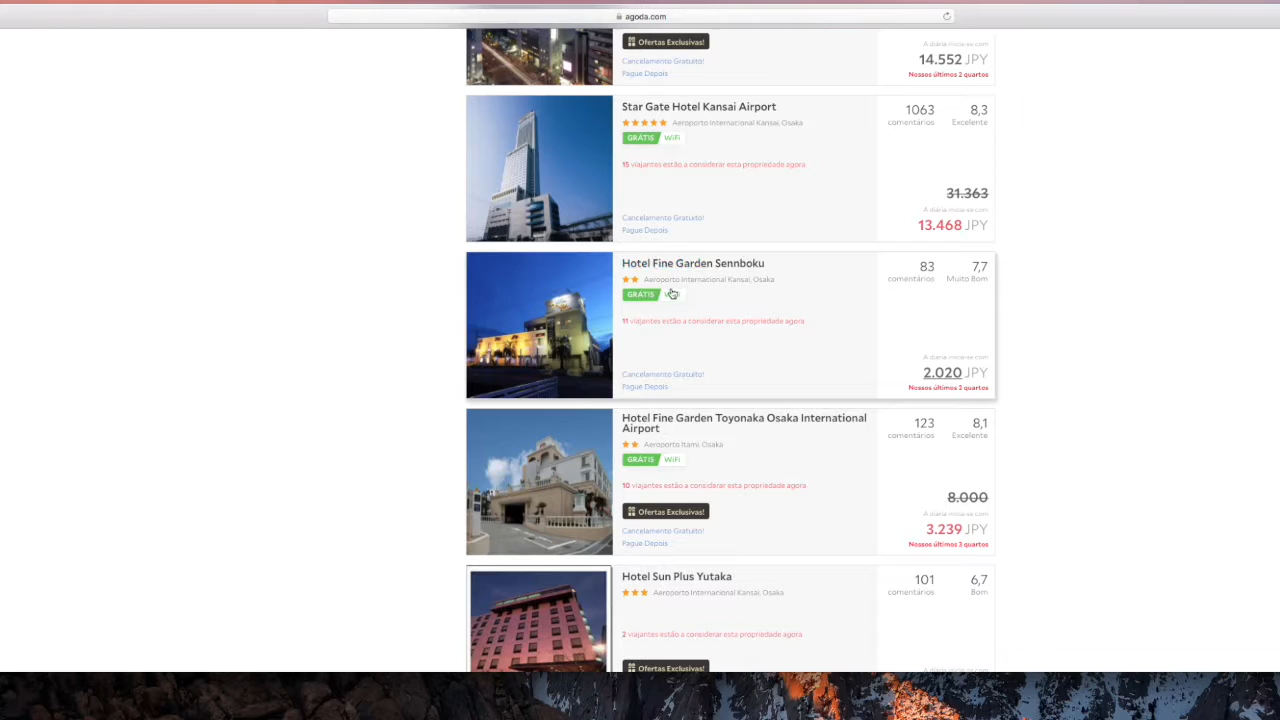 agoda.com
Ofertas Exclusivas!
Cancelamento Gratuito!
Pague Depois
A diária inicia-se com
14.552 JPY
Nossos últimos 2 quartos
Star Gate Hotel Kansai Airport
Aeroporto Internacional Kansai, Osaka
GRÁTIS WiFi
15 viajantes estão a considerar esta propriedade agora
Cancelamento Gratuito!
Pague Depois
1063 8,3
comentários Excelente
31.363
A diária inicia-se com
13.468 JPY
Hotel Fine Garden Sennboku
Aeroporto Internacional Kansai, Osaka
GRÁTIS
11 viajantes estão a considerar esta propriedade agora
Cancelamento Gratuito!
Pague Depois
83 7,7
comentários Muito Bom
A diária inicia-se com
2.020 JPY
Nossos últimos 2 quartos
Hotel Fine Garden Toyonaka Osaka International
Airport
Aeroporto Itami, Osaka
GRÁTIS WiFi
10 viajantes estão a considerar esta propriedade agora
Ofertas Exclusivas!
Cancelamento Gratuito!
Pague Depois
123 8,1
comentários Excelente
8.000
A diária inicia-se com
3.239 JPY
Nossos últimos 3 quartos
Hotel Sun Plus Yutaka
Aeroporto Internacional Kansai, Osaka
2 viajantes estão a considerar esta propriedade agora
Ofertas Exclusivas!
101 6,7
comentários Bom